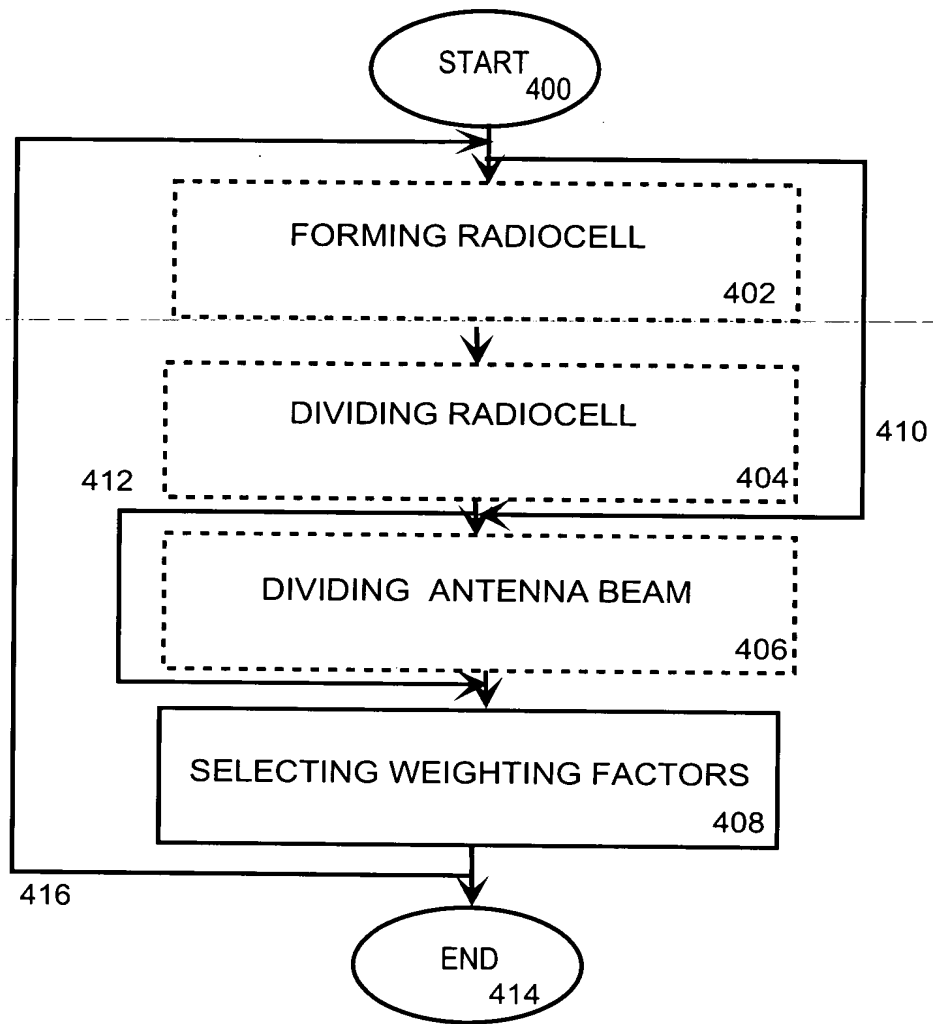 START
400
FORMING RADIOCELL
402
DIVIDING RADIOCELL
404
410
412
DIVIDING ANTENNA BEAM
406
SELECTING WEIGHTING FACTORS
408
416
END
414